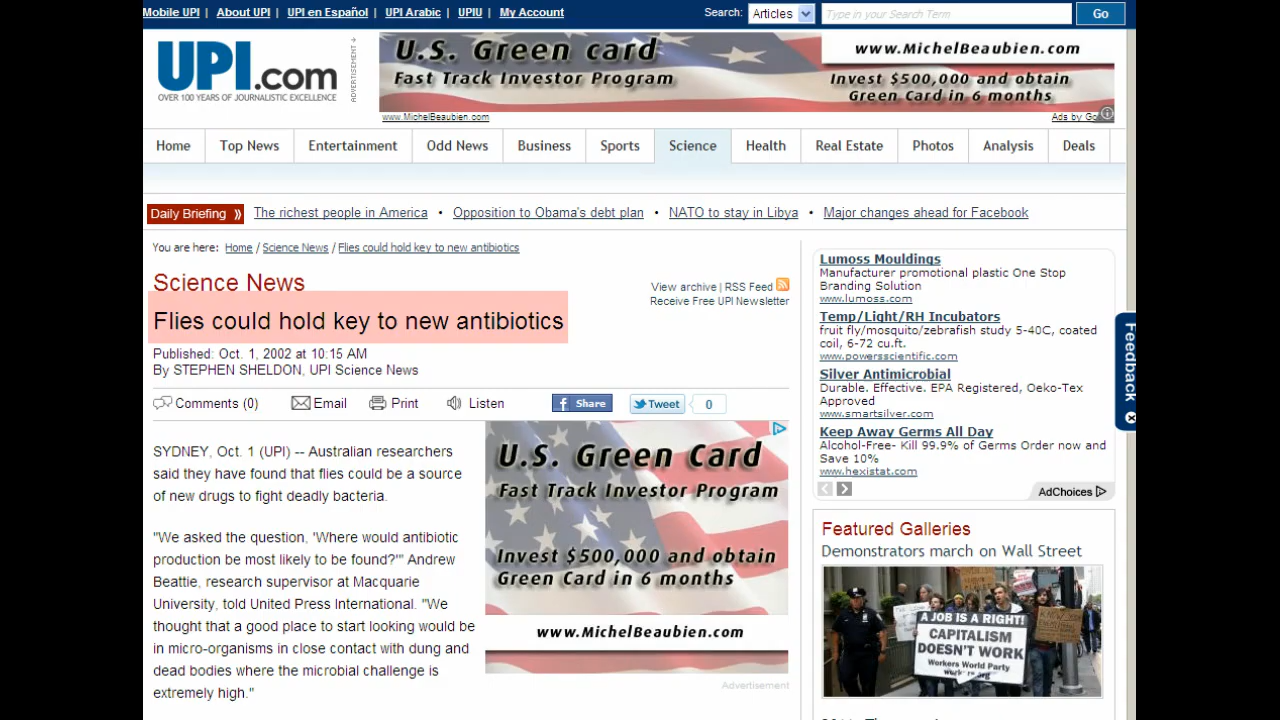 Mobile UPI | About UPI | UPI en Español | UPI Arabic | UPIU | My Account
Search: Articles Type in your Search Term Go
UPI.com
OVER 100 YEARS OF JOURNALISTIC EXCELLENCE
ADVERTISEMENT
U.S. Green card
Fast Track Investor Program
www.MichelBeaubien.com
Invest $500,000 and obtain
Green Card in 6 months
www.MichelBeaubien.com
Ads by Go
Home Top News Entertainment Odd News Business Sports Science Health Real Estate Photos Analysis Deals
Daily Briefing » The richest people in America • Opposition to Obama's debt plan • NATO to stay in Libya • Major changes ahead for Facebook
You are here: Home / Science News / Flies could hold key to new antibiotics
Science News
View archive | RSS Feed
Receive Free UPI Newsletter
Flies could hold key to new antibiotics
Published: Oct. 1, 2002 at 10:15 AM
By STEPHEN SHELDON, UPI Science News
Comments (0) Email Print Listen f Share Tweet 0
SYDNEY, Oct. 1 (UPI) -- Australian researchers
said they have found that flies could be a source
of new drugs to fight deadly bacteria.
"We asked the question, 'Where would antibiotic
production be most likely to be found?'" Andrew
Beattie, research supervisor at Macquarie
University, told United Press International. "We
thought that a good place to start looking would be
in micro-organisms in close contact with dung and
dead bodies where the microbial challenge is
extremely high."
U.S. Green Card
Fast Track Investor Program
Invest $500,000 and obtain
Green Card in 6 months
www.MichelBeaubien.com
Advertisement
Lumoss Mouldings
Manufacturer promotional plastic One Stop
Branding Solution
www.lumoss.com
Temp/Light/RH Incubators
fruit fly/mosquito/zebrafish study 5-40C, coated
coil, 6-72 cu.ft.
www.powersscientific.com
Silver Antimicrobial
Durable. Effective. EPA Registered, Oeko-Tex
Approved
www.smartsilver.com
Keep Away Germs All Day
Alcohol-Free- Kill 99.9% of Germs Order now and
Save 10%
www.hexistat.com
AdChoices
Feedback
Featured Galleries
Demonstrators march on Wall Street
A JOB IS A RIGHT!
CAPITALISM
DOESN'T WORK
Workers World Party